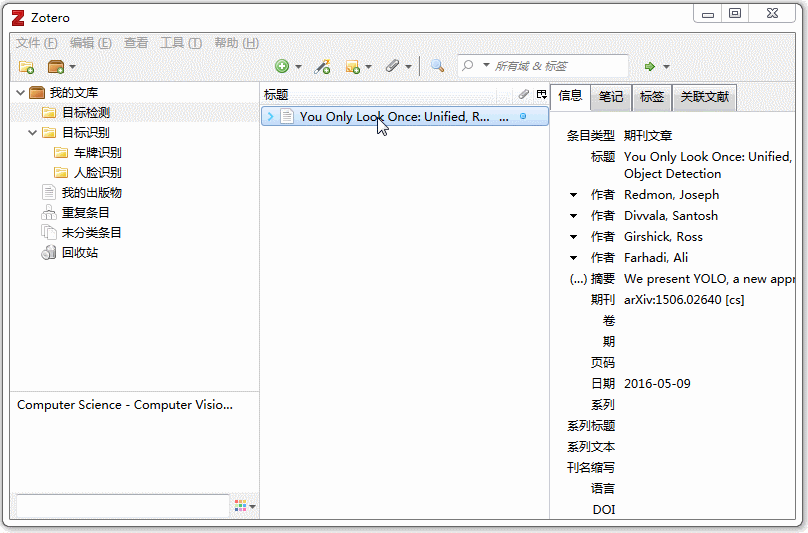 Zotero
文件 (F) 编辑 (E) 查看 工具 (T) 帮助 (H)
所有域 & 标签
我的文库
目标检测
目标识别
车牌识别
人脸识别
我的出版物
重复条目
未分类条目
回收站
Computer Science - Computer Visio...
标题
You Only Look Once: Unified, R... ...
信息 笔记 标签 关联文献
条目类型 期刊文章
标题 You Only Look Once: Unified,
Object Detection
作者 Redmon, Joseph
作者 Divvala, Santosh
作者 Girshick, Ross
作者 Farhadi, Ali
(...) 摘要 We present YOLO, a new appr
期刊 arXiv:1506.02640 [cs]
卷
期
页码
日期 2016-05-09
系列
系列标题
系列文本
刊名缩写
语言
DOI